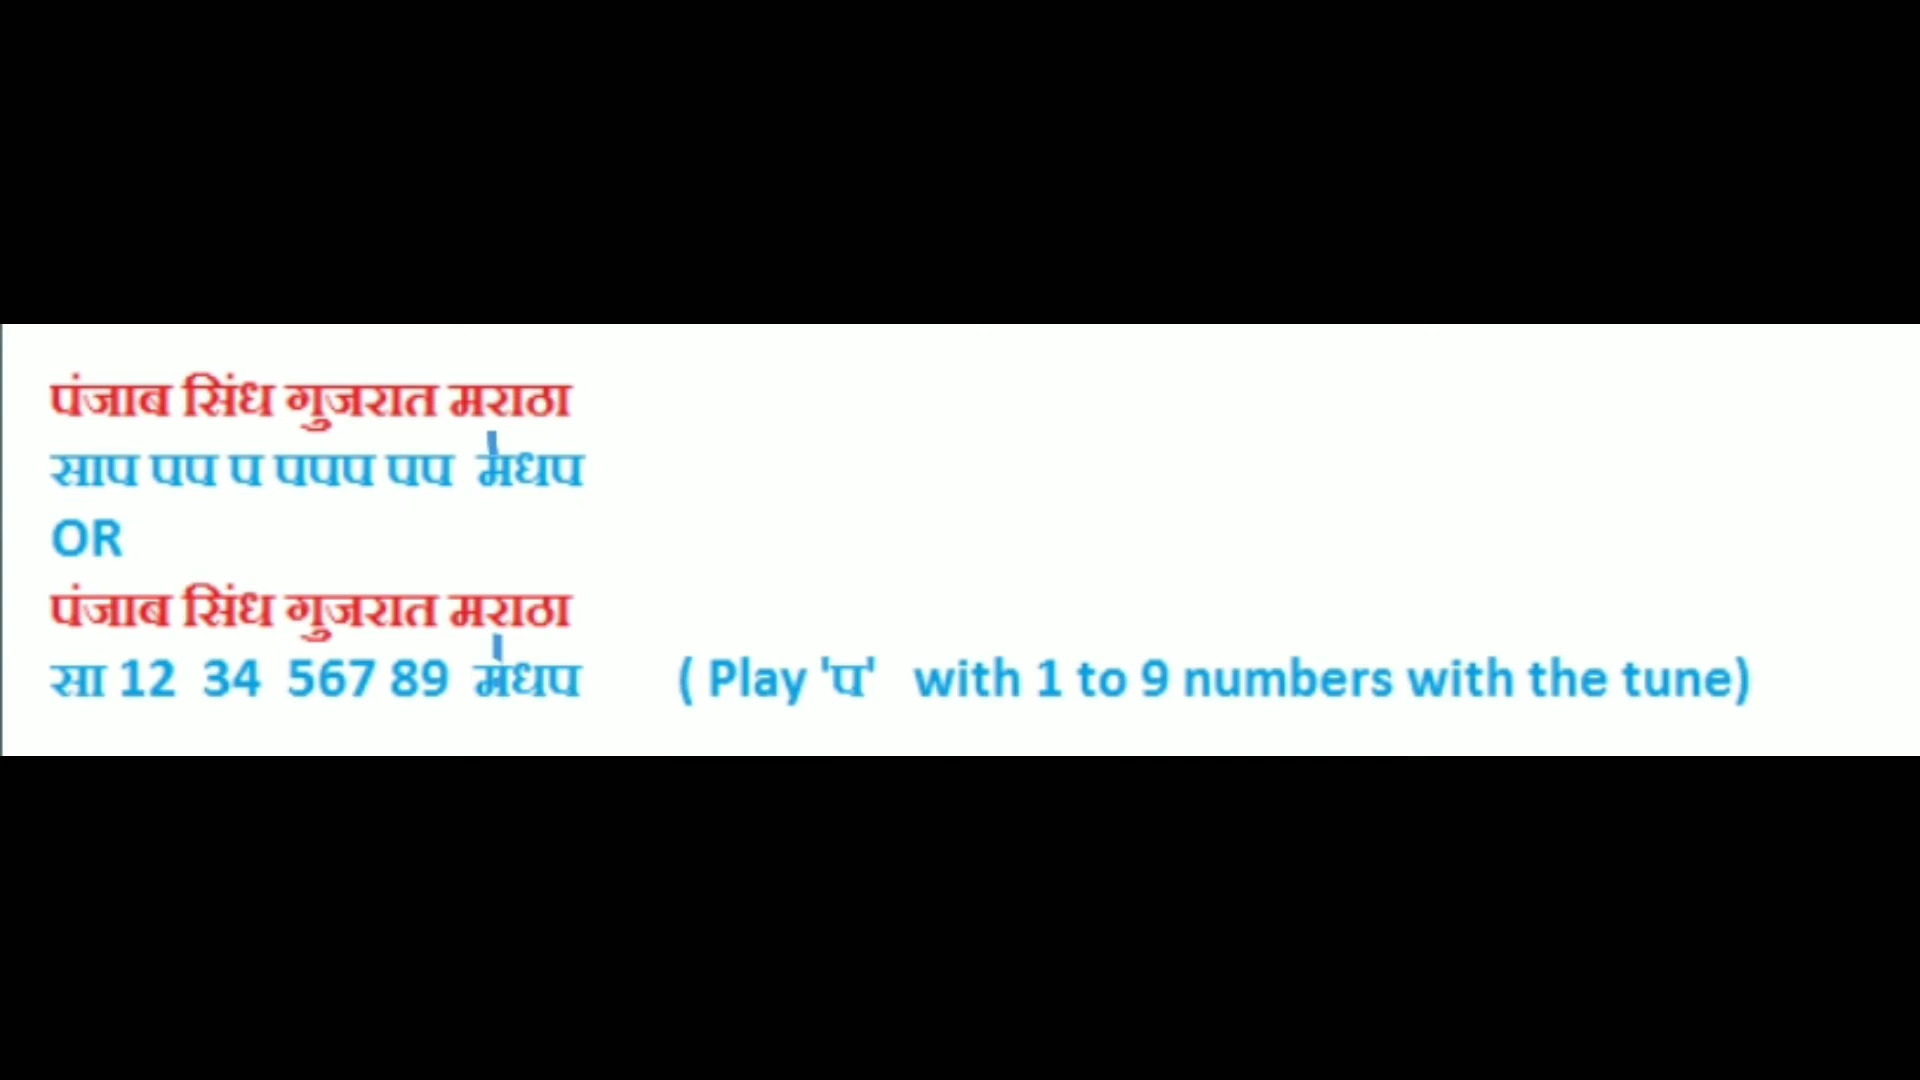 पंजाब सिंध गुजरात मराठा
साप पप प पपप पप म॑धप
OR
पंजाब सिंध गुजरात मराठा
सा 12 34 567 89 म॑धप ( Play 'प' with 1 to 9 numbers with the tune)